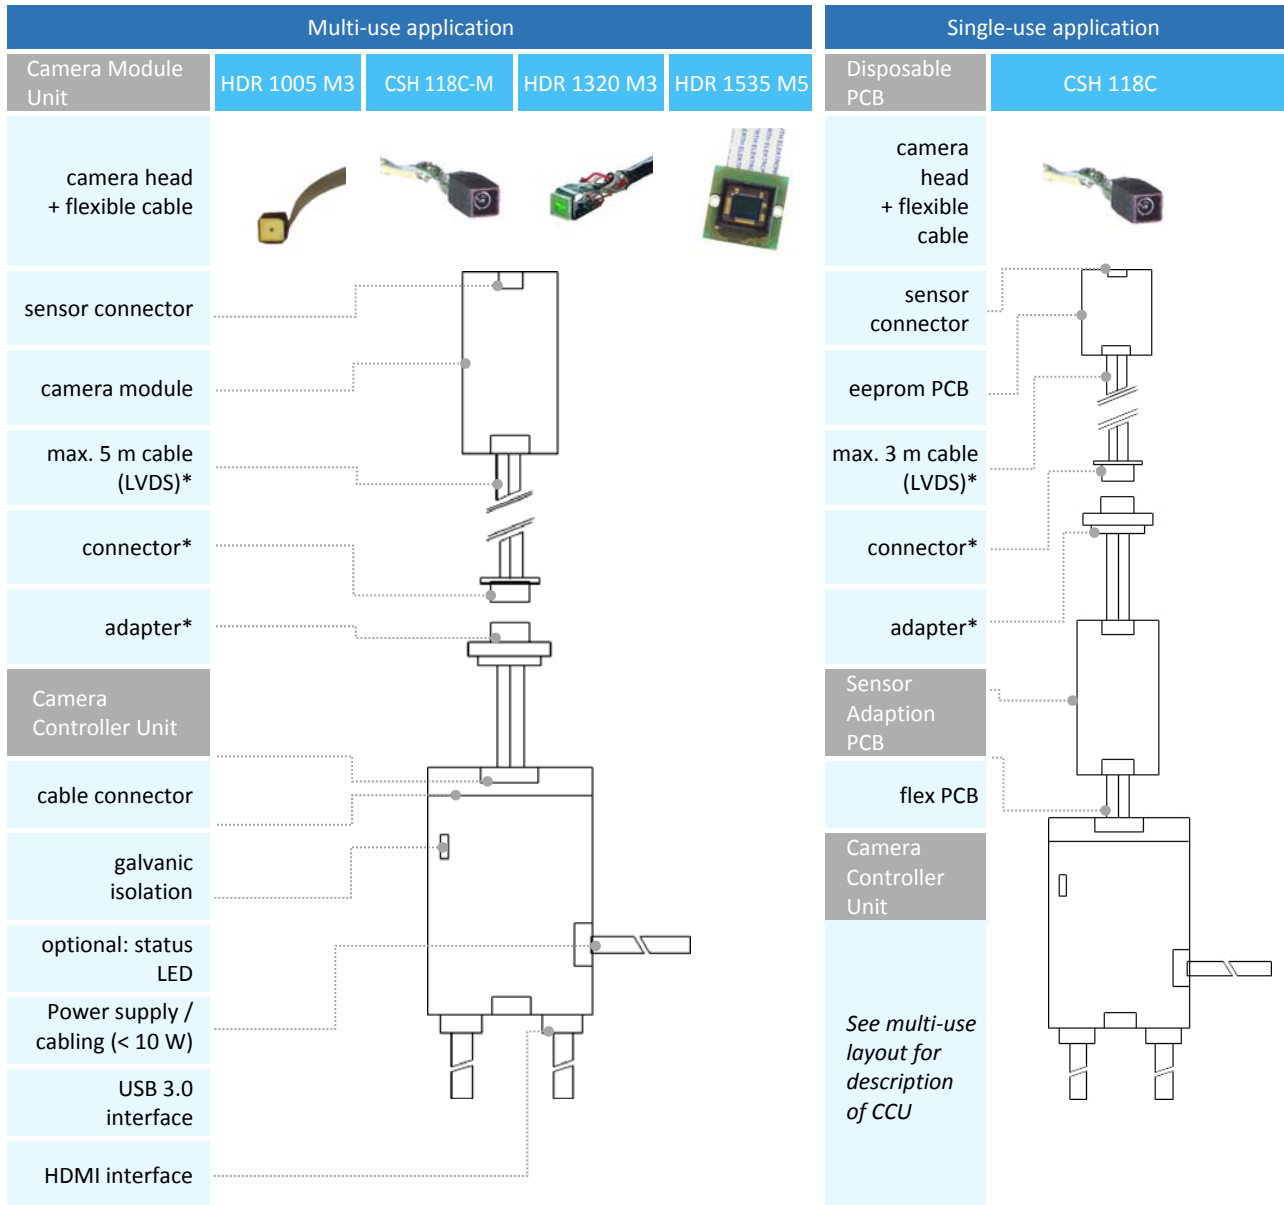 Multi-use application
Camera Module
Unit
HDR 1005 M3
CSH 118C-M
HDR 1320 M3
HDR 1535 M5
camera head
+ flexible cable
sensor connector
camera module
max. 5 m cable
(LVDS)*
connector*
adapter*
Camera
Controller Unit
cable connector
galvanic
isolation
optional: status
LED
Power supply /
cabling (< 10 W)
USB 3.0
interface
HDMI interface
Single-use application
Disposable
PCB
CSH 118C
camera
head
+ flexible
cable
sensor
connector
eeprom PCB
max. 3 m cable
(LVDS)*
connector*
adapter*
Sensor
Adaption
PCB
flex PCB
Camera
Controller
Unit
See multi-use
layout for
description
of CCU